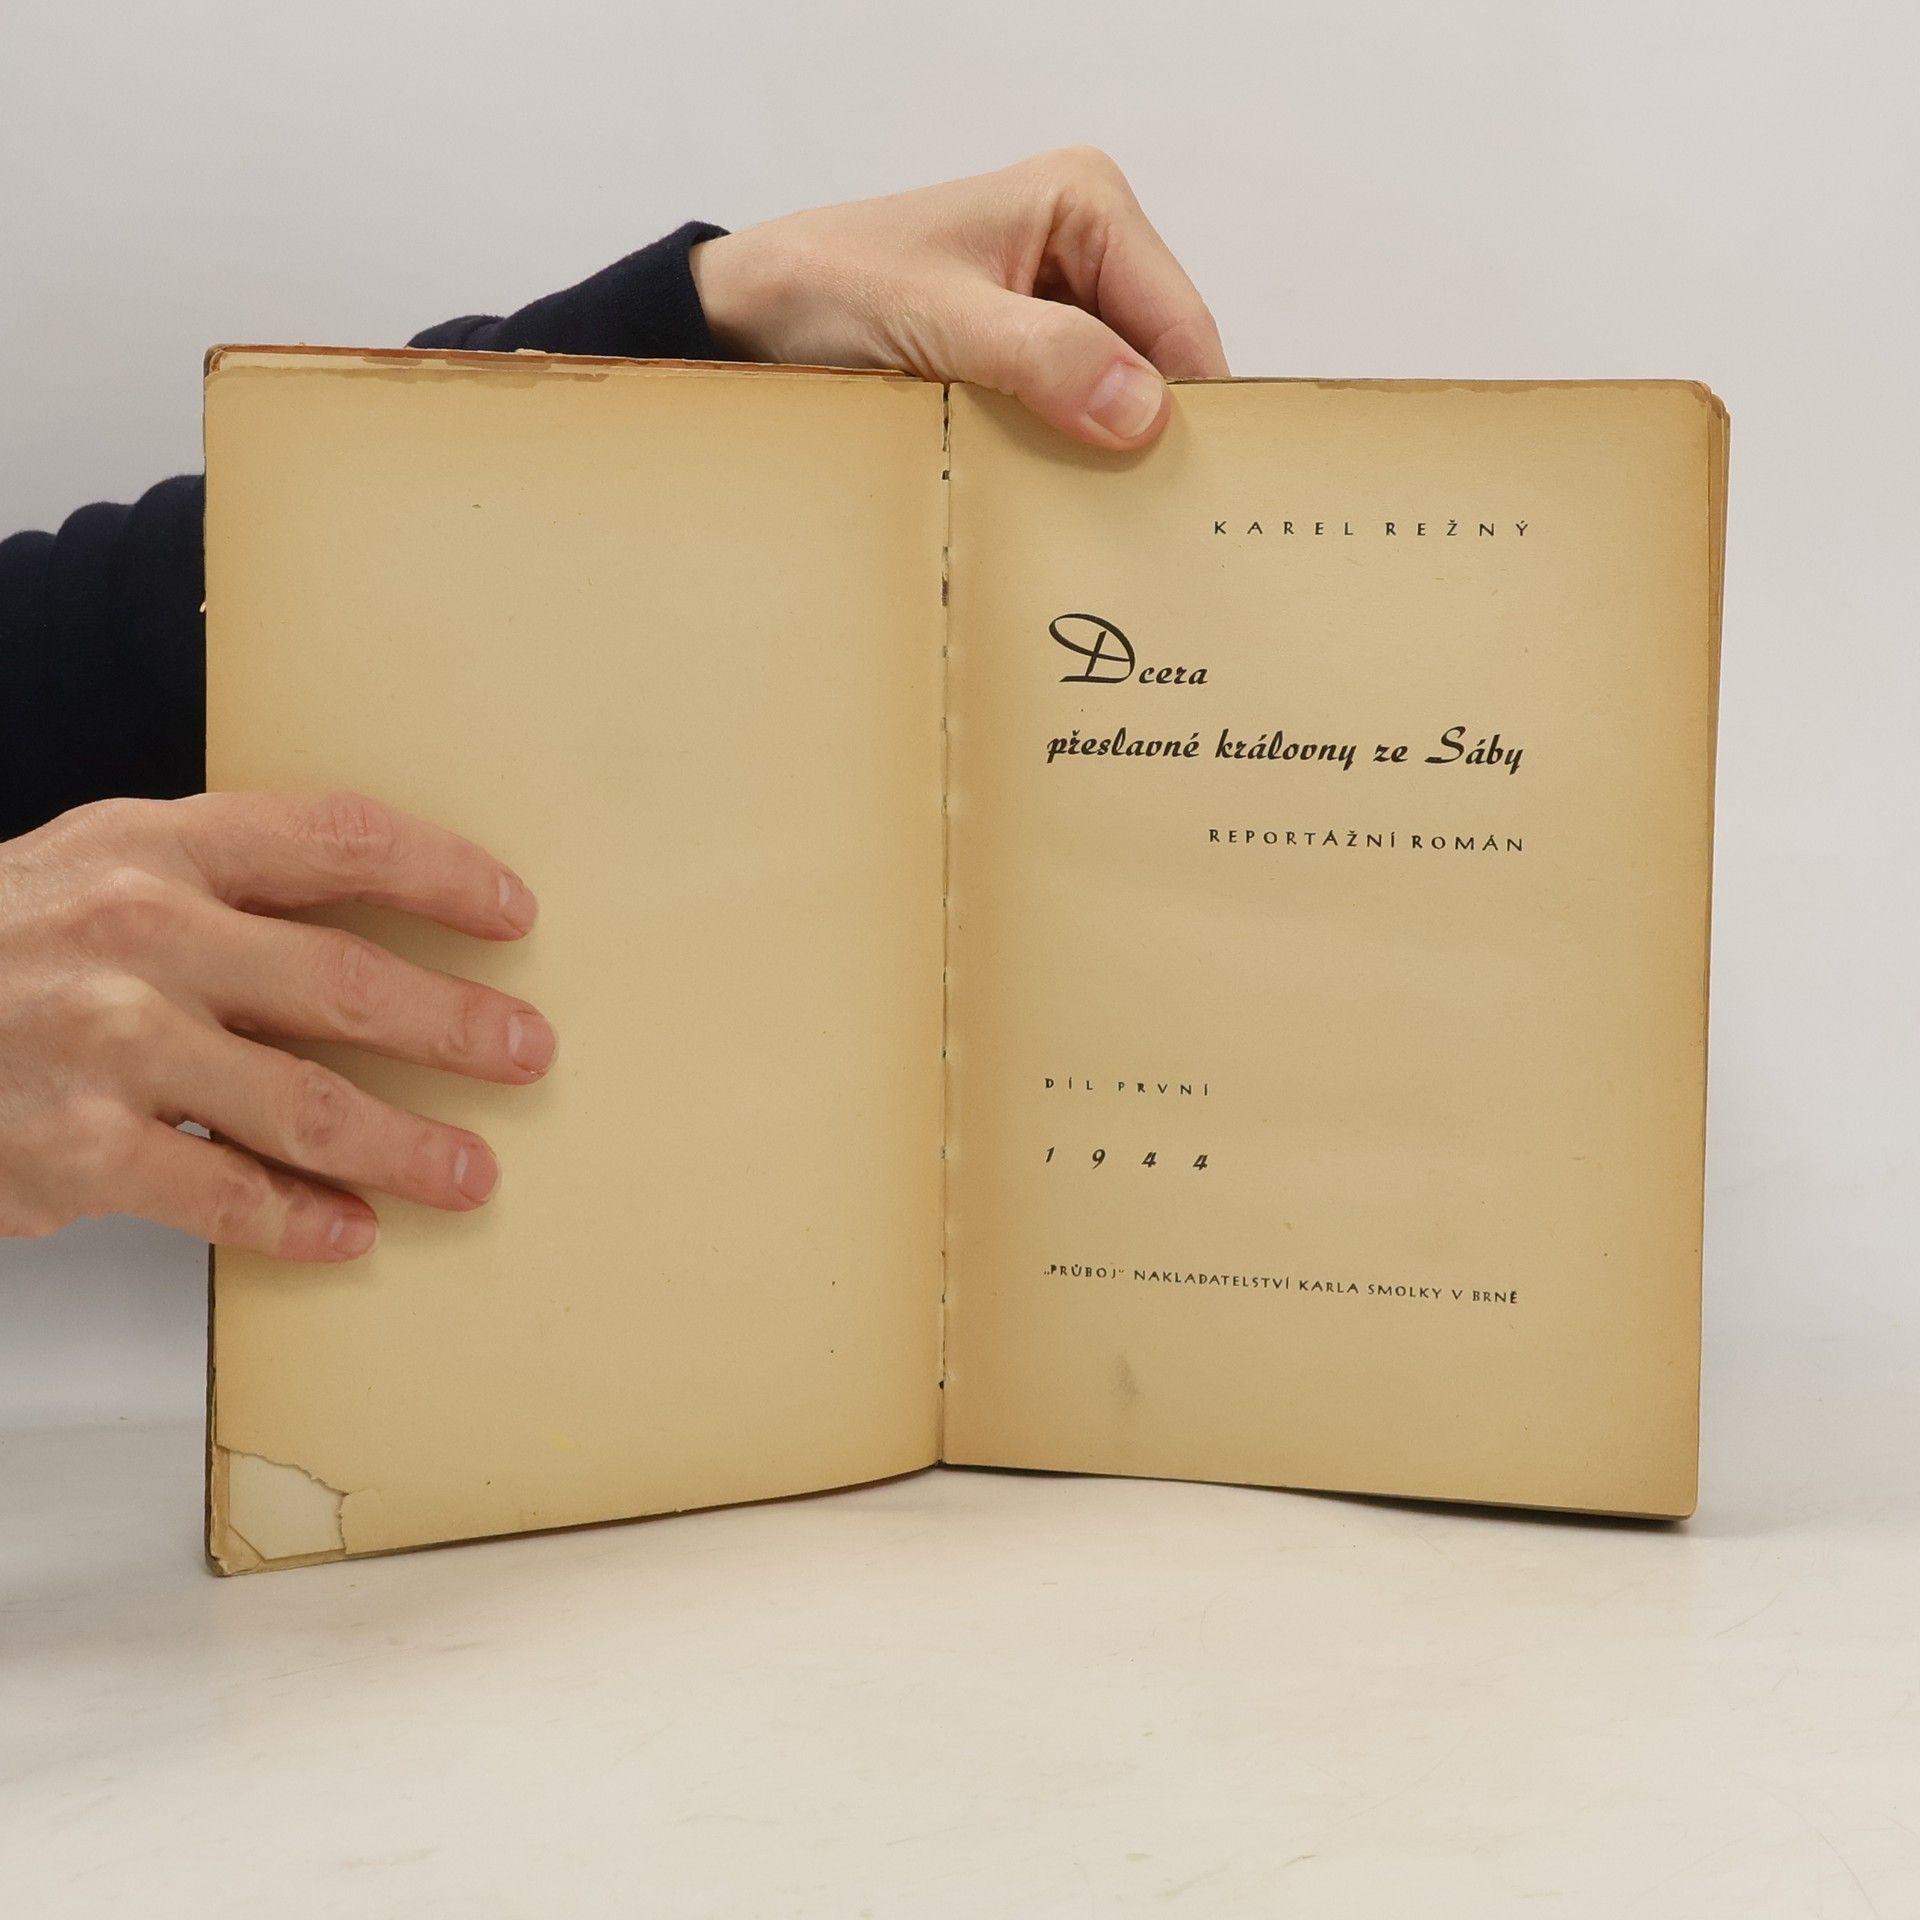 KAREL REŽNÝ
Dcera
přeslavné královny ze Sáby
REPORTÁŽNÍ ROMÁN
DÍL PRVNÍ
1944
„PRŮBOJ“ NAKLADATELSTVÍ KARLA SMOLKY V BRNĚ